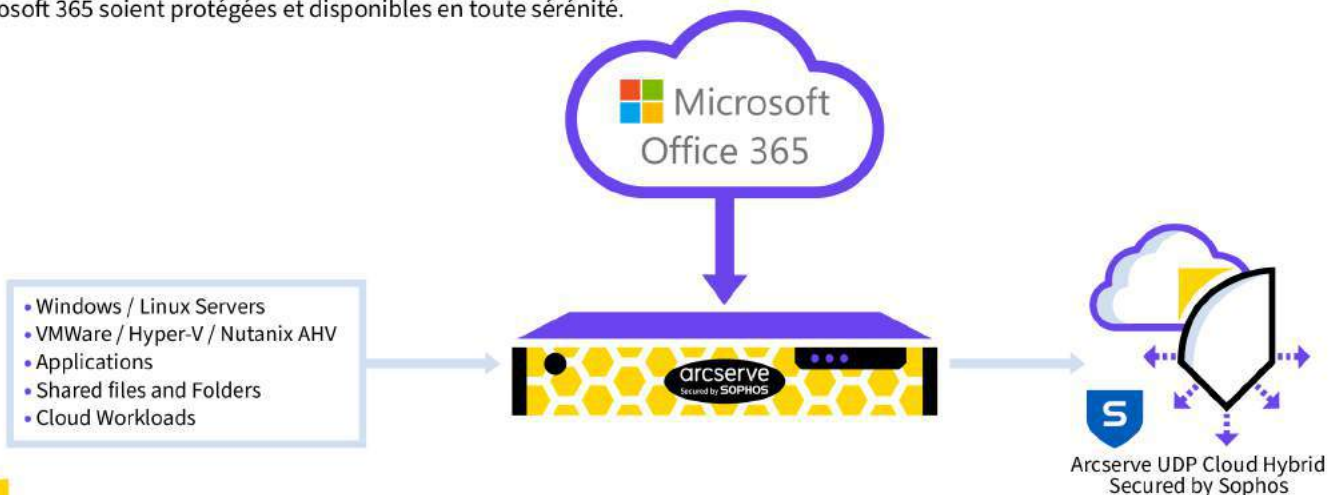 osoft 365 soient protégées et disponibles en toute sérénité.
Microsoft
Office 365
• Windows / Linux Servers
• VMWare / Hyper-V / Nutanix AHV
• Applications
• Shared files and Folders
• Cloud Workloads
arcserve
Secured by SOPHOS
S
Arcserve UDP Cloud Hybrid
Secured by Sophos